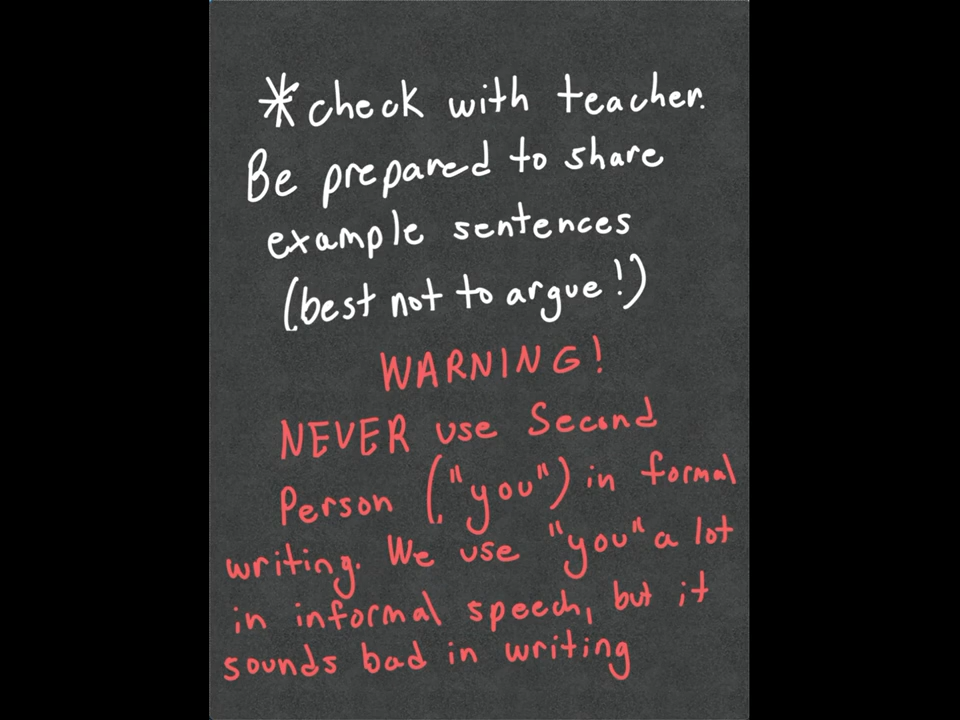 *check with teacher.
Be prepared to share
example sentences
(best not to argue!)
WARNING!
NEVER use Second
Person ("you") in formal
writing. We use "you" a lot
in informal speech, but it
sounds bad in writing